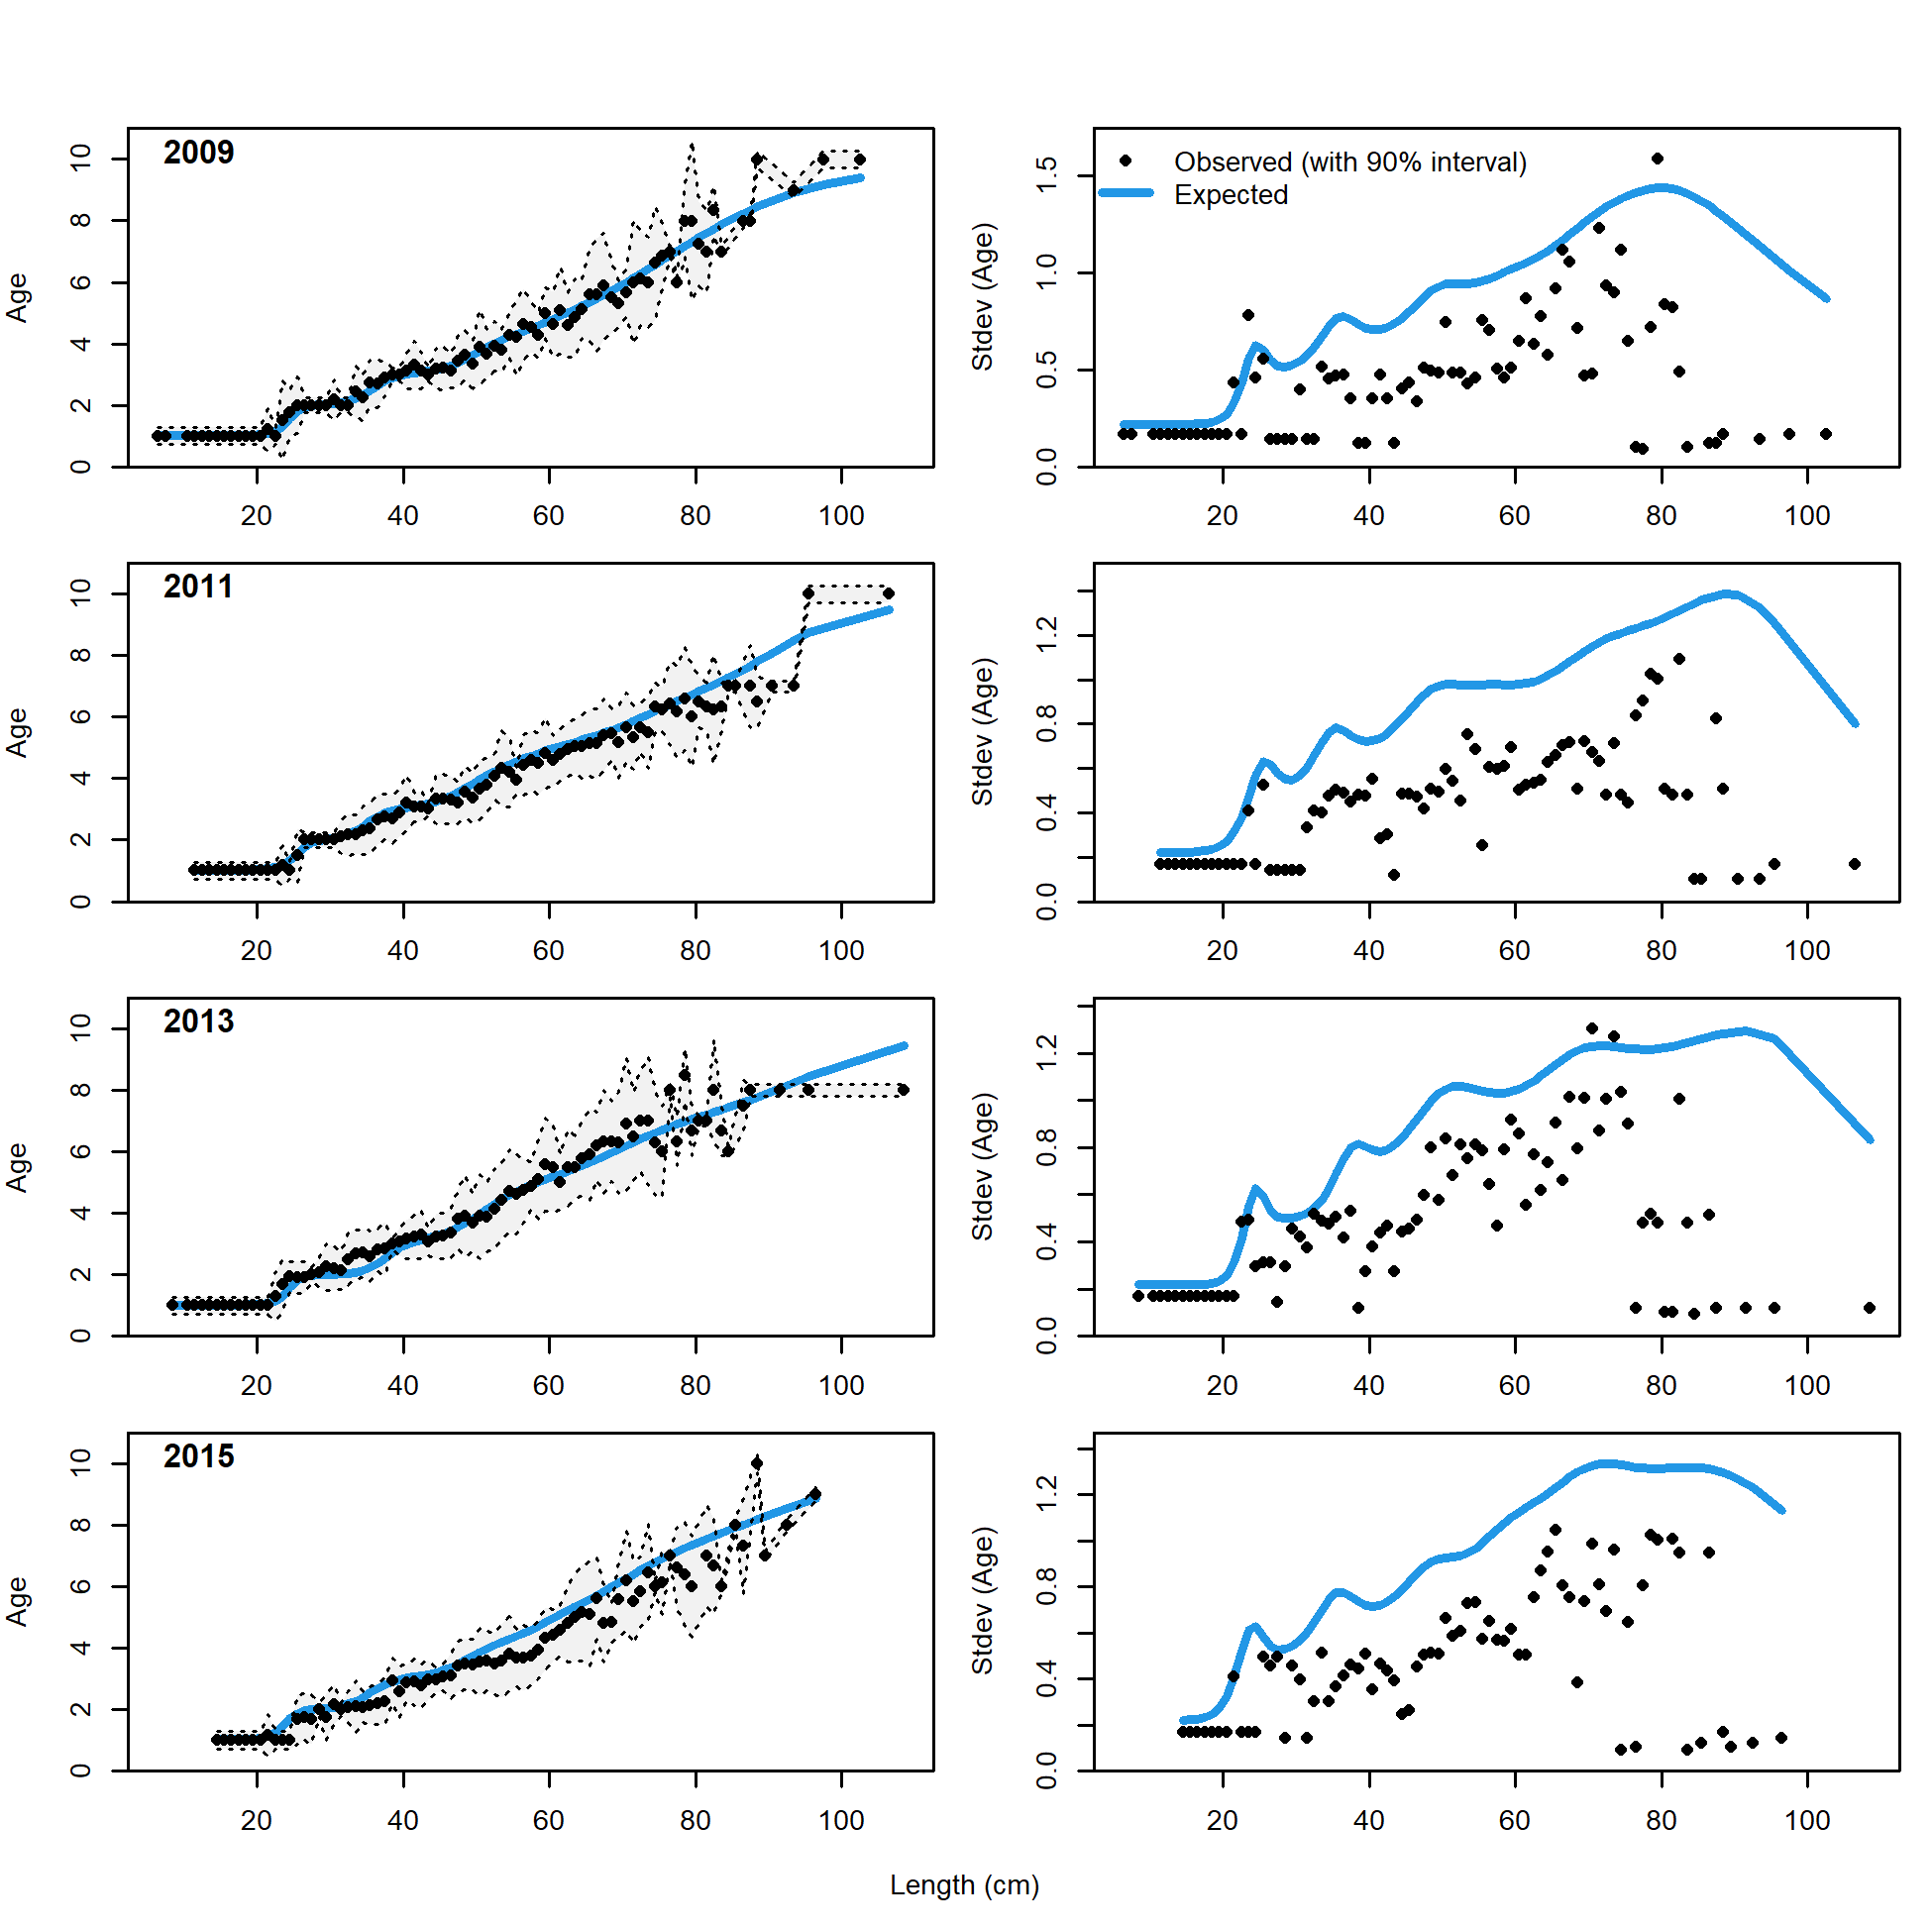 2009
Age
0 2 4 6 8 10
20 40 60 80 100
Observed (with 90% interval)
Expected
Stdev (Age)
0.0 0.5 1.0 1.5
20 40 60 80 100
2011
Age
0 2 4 6 8 10
20 40 60 80 100
Stdev (Age)
0.0 0.4 0.8 1.2
20 40 60 80 100
2013
Age
0 2 4 6 8 10
20 40 60 80 100
Stdev (Age)
0.0 0.4 0.8 1.2
20 40 60 80 100
2015
Age
0 2 4 6 8 10
20 40 60 80 100
Stdev (Age)
0.0 0.4 0.8 1.2
20 40 60 80 100
Length (cm)